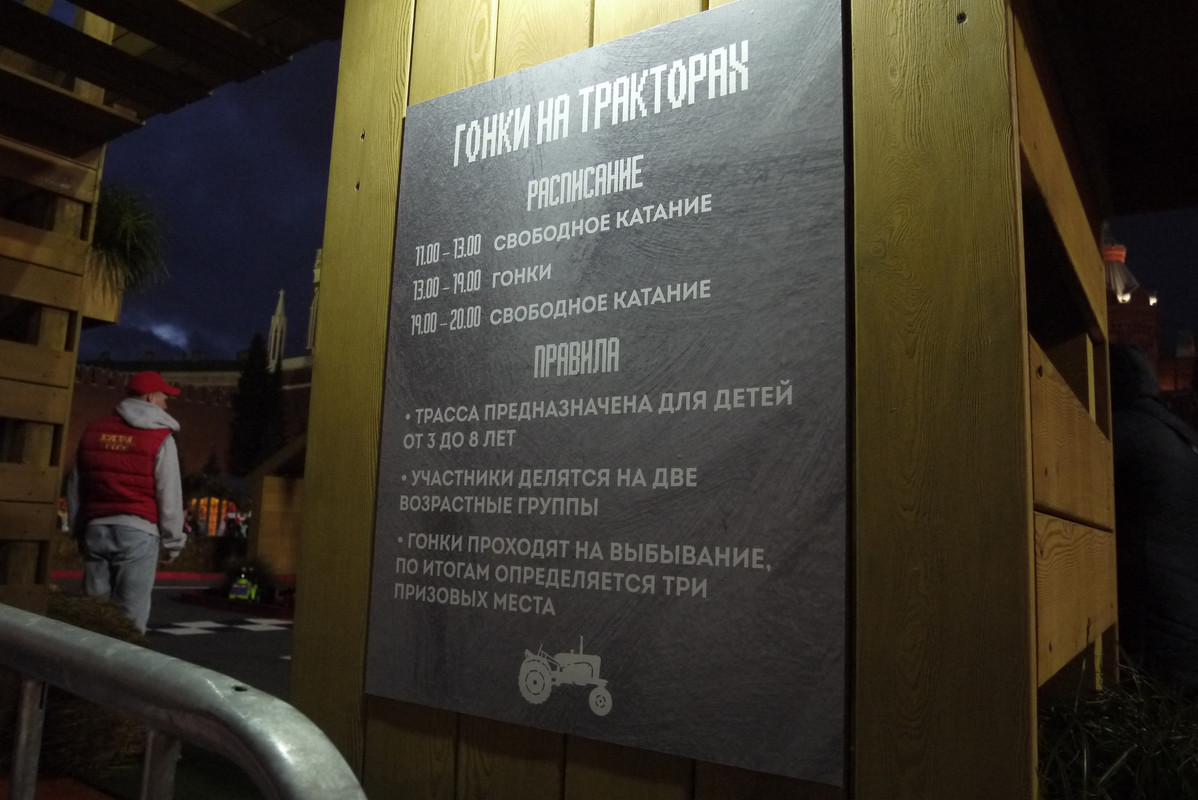 ГОНКИ НА ТРАКТОРАХ
РАСПИСАНИЕ
11.00 – 13.00 СВОБОДНОЕ КАТАНИЕ
13.00 – 19.00 ГОНКИ
19.00 – 20.00 СВОБОДНОЕ КАТАНИЕ
ПРАВИЛА
• ТРАССА ПРЕДНАЗНАЧЕНА ДЛЯ ДЕТЕЙ
ОТ 3 ДО 8 ЛЕТ
• УЧАСТНИКИ ДЕЛЯТСЯ НА ДВЕ
ВОЗРАСТНЫЕ ГРУППЫ
• ГОНКИ ПРОХОДЯТ НА ВЫБЫВАНИЕ,
ПО ИТОГАМ ОПРЕДЕЛЯЕТСЯ ТРИ
ПРИЗОВЫХ МЕСТА